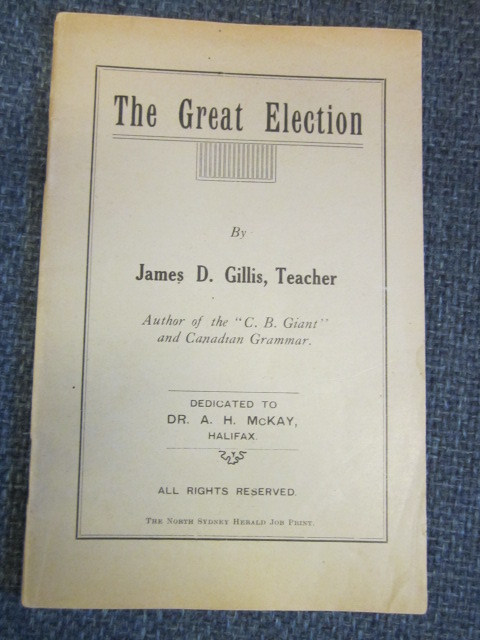 The Great Election
By
James D. Gillis, Teacher
Author of the "C. B. Giant"
and Canadian Grammar.
DEDICATED TO
DR. A. H. McKAY,
HALIFAX.
ALL RIGHTS RESERVED.
The North Sydney Herald Job Print.